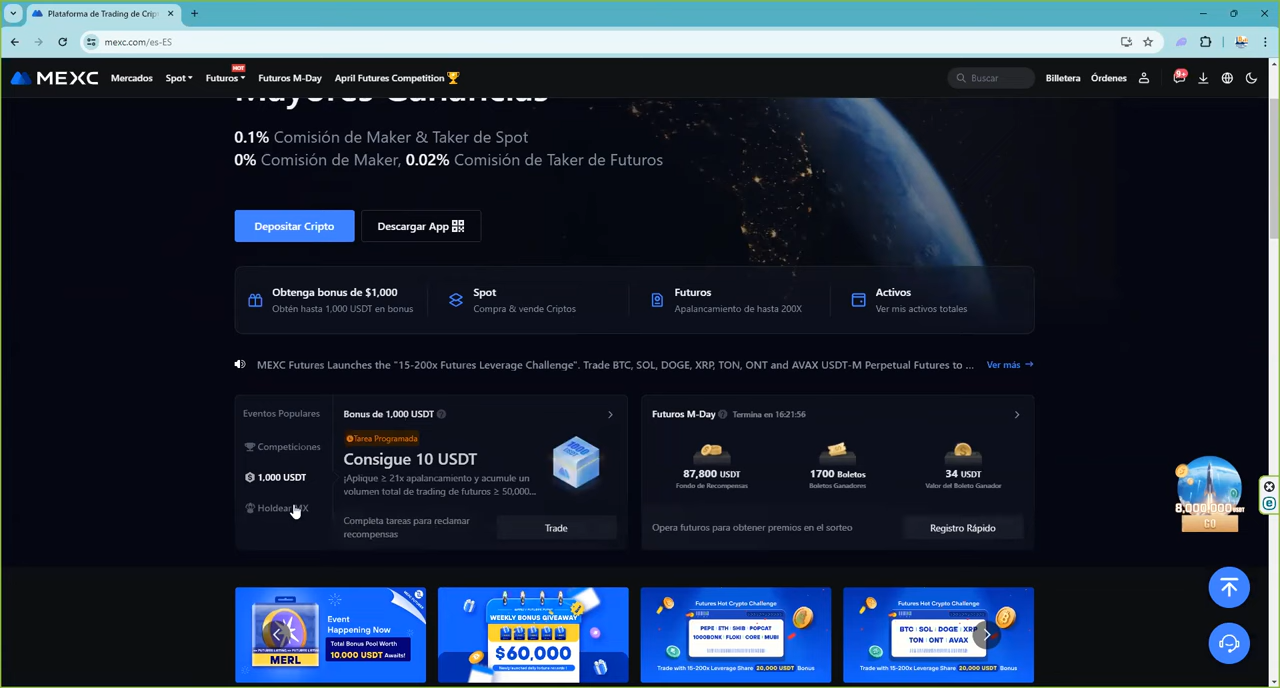 Plataforma de Trading de Crip
mexc.com/es-ES
MEXC
Mercados
Spot
Futuros
HOT
Futuros M-Day
April Futures Competition
Buscar
Billetera
Órdenes
9+
Mayores Ganancias
0.1% Comisión de Maker & Taker de Spot
0% Comisión de Maker, 0.02% Comisión de Taker de Futuros
Depositar Cripto
Descargar App
Obtenga bonus de $1,000
Obtén hasta 1,000 USDT en bonus
Spot
Compra & vende Criptos
Futuros
Apalancamiento de hasta 200X
Activos
Ver mis activos totales
MEXC Futures Launches the "15-200x Futures Leverage Challenge". Trade BTC, SOL, DOGE, XRP, TON, ONT and AVAX USDT-M Perpetual Futures to ...
Ver más →
Eventos Populares
Competiciones
1,000 USDT
Holdear MX
Bonus de 1,000 USDT
Tarea Programada
Consigue 10 USDT
¡Aplique ≥ 21x apalancamiento y acumule un
volumen total de trading de futuros ≥ 50,000...
Completa tareas para reclamar
recompensas
Trade
Futuros M-Day
Termina en 16:21:56
87,800 USDT
Fondo de Recompensas
1700 Boletos
Boletos Ganadores
34 USDT
Valor del Boleto Ganador
Opera futuros para obtener premios en el sorteo
Registro Rápido
8,000,000 USDT
GO
MERL
Event
Happening Now
Total Bonus Pool Worth
10.000 USDT Awaits!
WEEKLY BONUS GIVEAWAY
$60,000
Futures Hot Crypto Challenge
PEPE | ETH | SHIB | POPCAT
1000BONK | FLOKI | CORE | MUBI
Trade with 15-200x Leverage Share 20,000 USDT Bonus
Futures Hot Crypto Challenge
BTC | SOL | DOGE | XRP
TON | ONT | AVAX
Trade with 15-200x Leverage Share 20,000 USDT Bonus